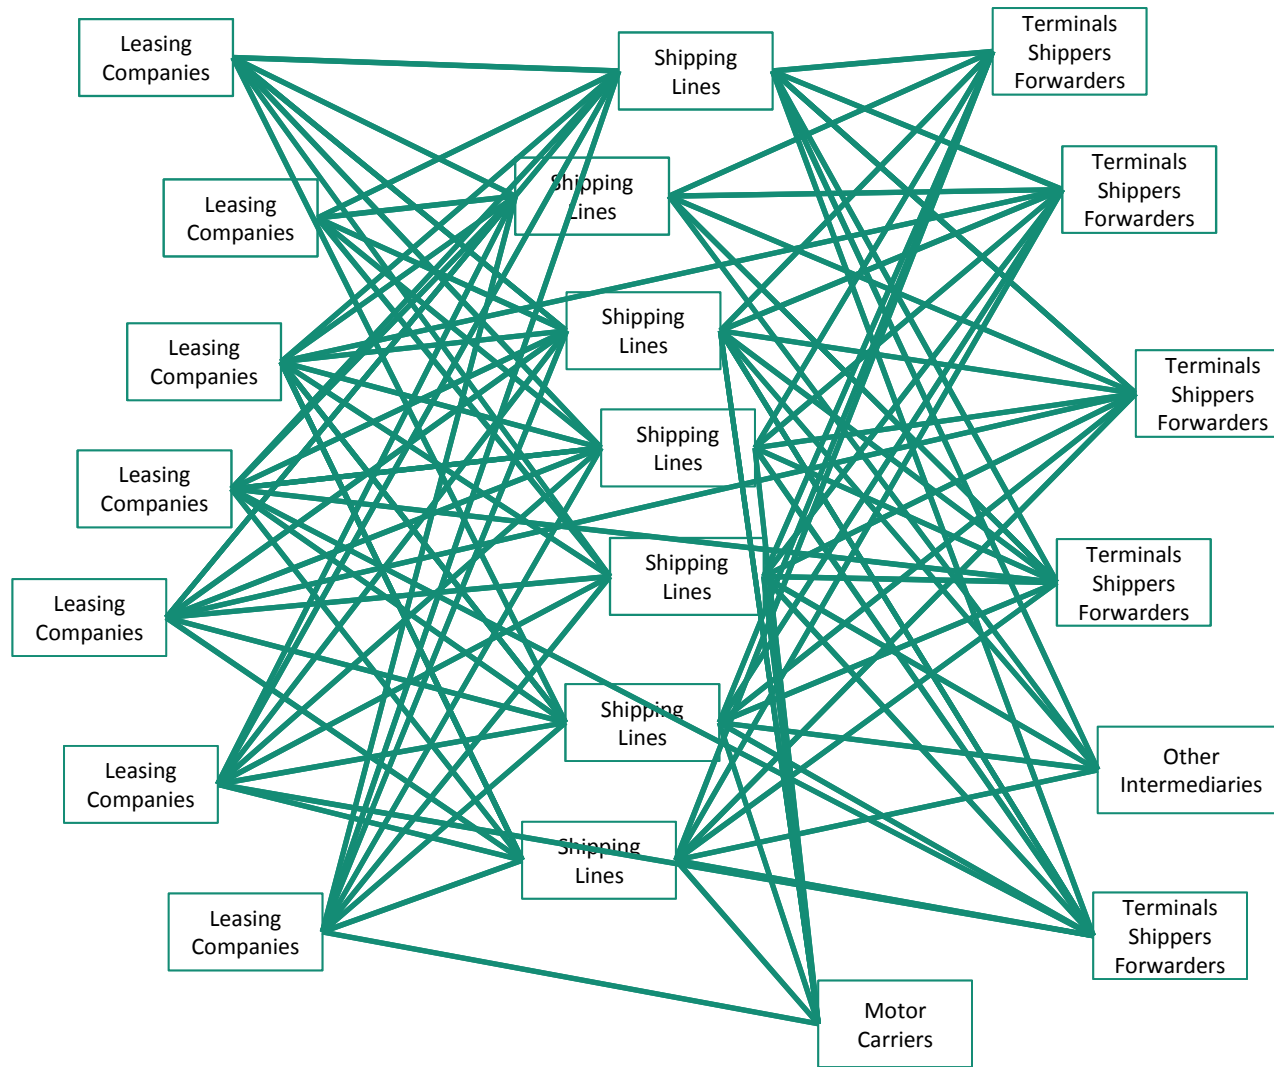 Leasing
Companies
Leasing
Companies
Leasing
Companies
Leasing
Companies
Leasing
Companies
Leasing
Companies
Leasing
Companies
Shipping
Lines
Shipping
Lines
Shipping
Lines
Shipping
Lines
Shipping
Lines
Shipping
Lines
Shipping
Lines
Terminals
Shippers
Forwarders
Terminals
Shippers
Forwarders
Terminals
Shippers
Forwarders
Terminals
Shippers
Forwarders
Other
Intermediaries
Terminals
Shippers
Forwarders
Motor
Carriers